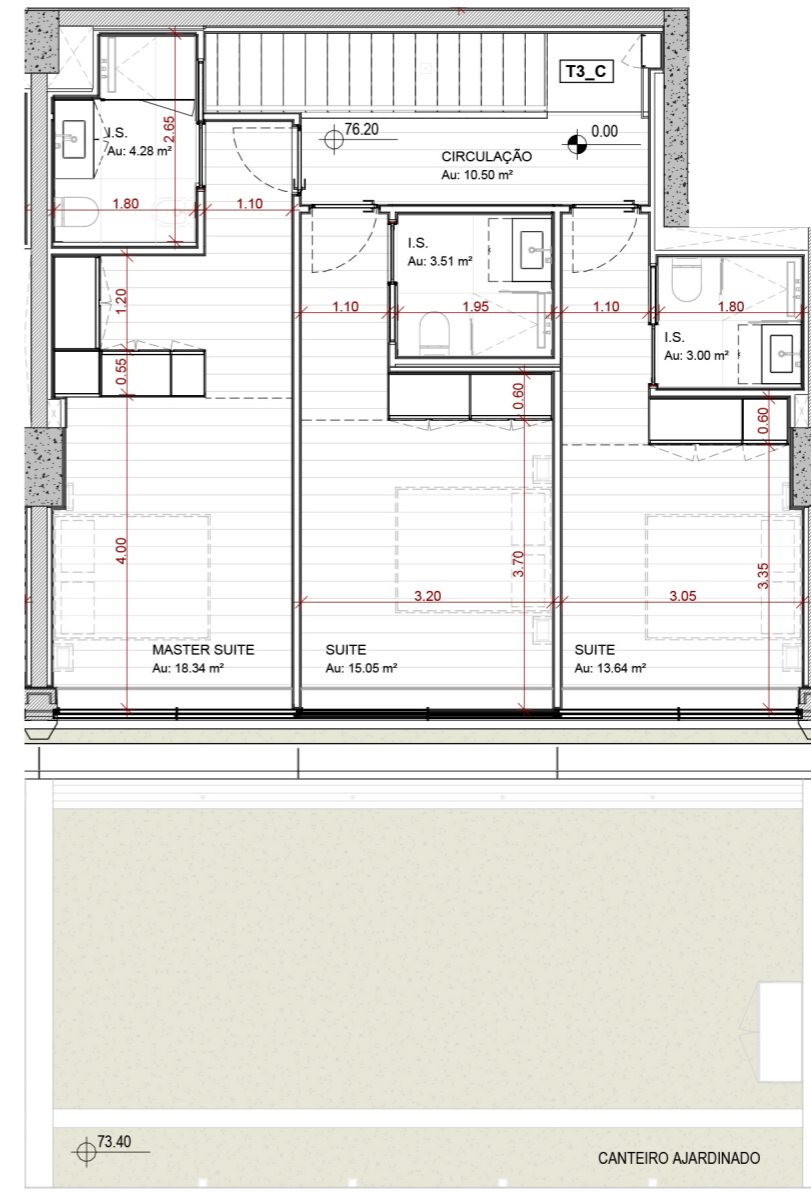 T3_C
76.20
0.00
CIRCULAÇÃO
Au: 10.50 m²
I.S.
Au: 4.28 m²
2.65
1.80
1.10
I.S.
Au: 3.51 m²
1.10
1.95
1.10
1.80
I.S.
Au: 3.00 m²
1.20
0.55
0.60
0.60
4.00
3.70
3.35
3.20
3.05
MASTER SUITE
Au: 18.34 m²
SUITE
Au: 15.05 m²
SUITE
Au: 13.64 m²
73.40
CANTEIRO AJARDINADO